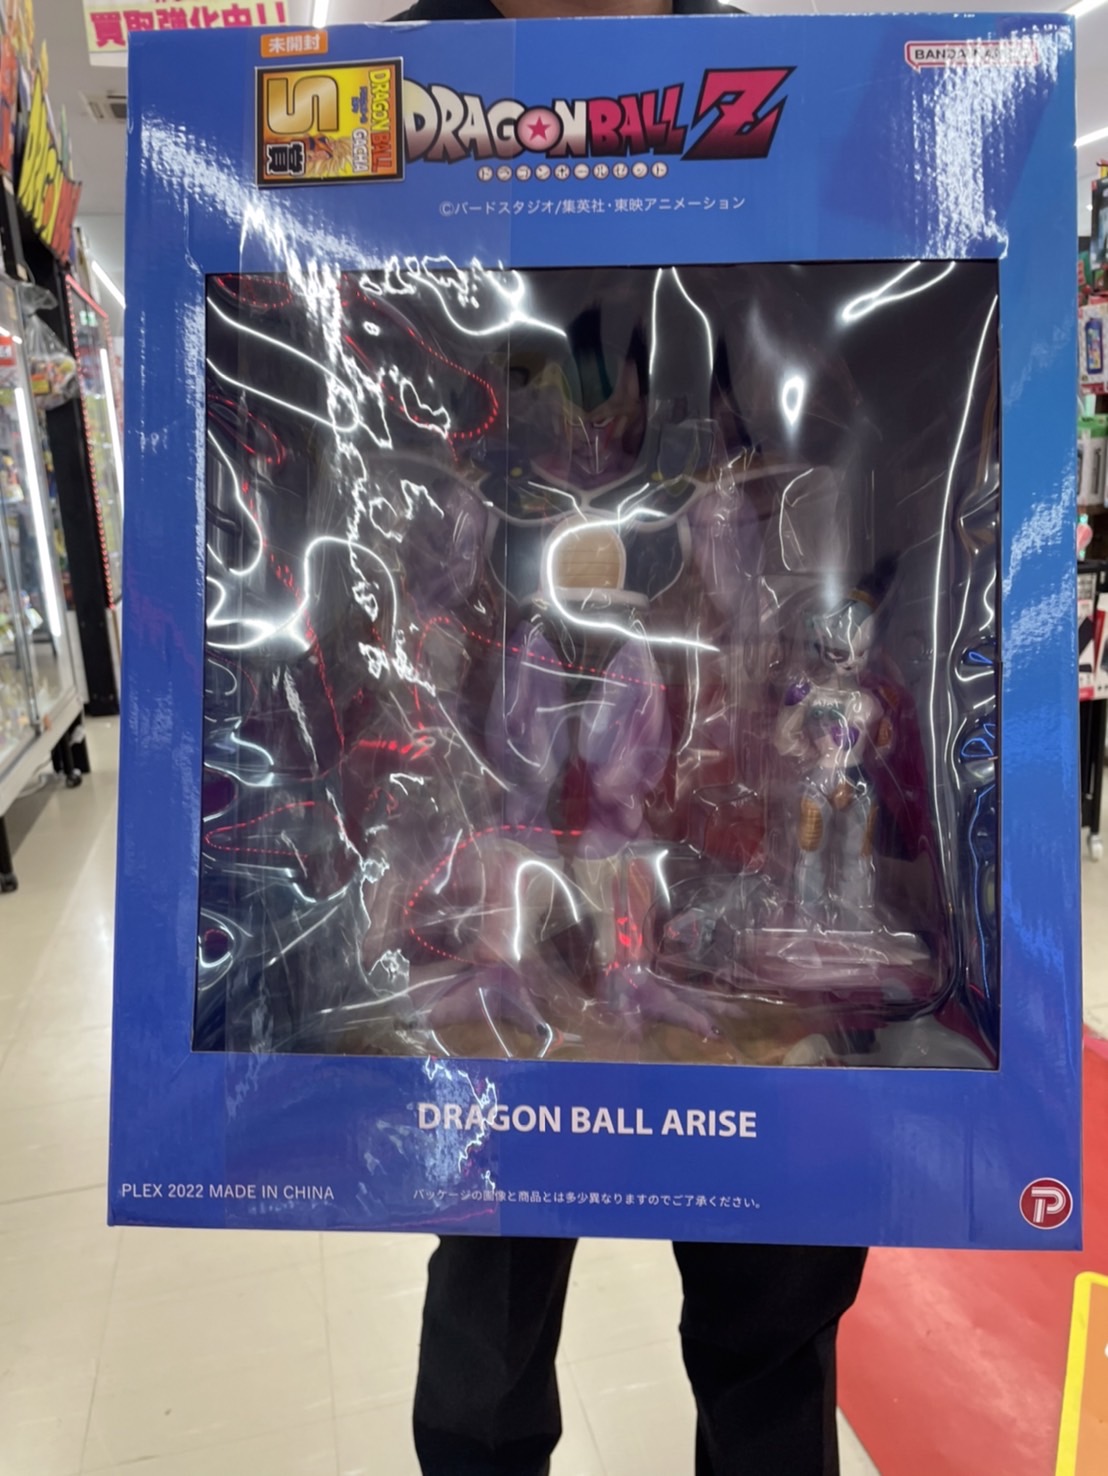 買取強化中!!
未開封
BANDAI NAMCO
S賞
DRAGON BALL
GACHA
DRAGONBALL Z
ドラゴンボールゼット
©バードスタジオ/集英社・東映アニメーション
DRAGON BALL ARISE
PLEX 2022 MADE IN CHINA
パッケージの画像と商品とは多少異なりますのでご了承ください。
P